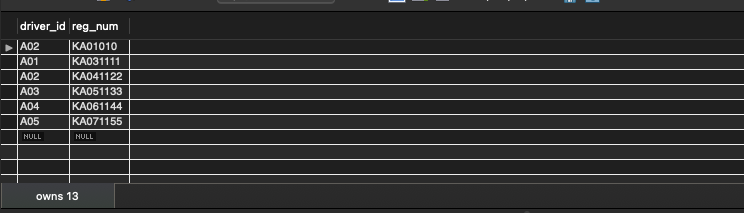 driver_id reg_num
A02 KA01010
A01 KA031111
A02 KA041122
A03 KA051133
A04 KA061144
A05 KA071155
NULL NULL
owns 13